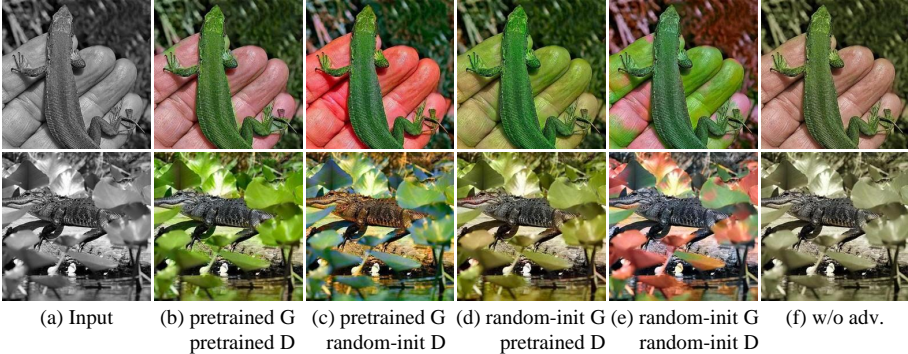 (a) Input (b) pretrained G (c) pretrained G (d) random-init G (e) random-init G (f) w/o adv.
pretrained D random-init D pretrained D random-init D